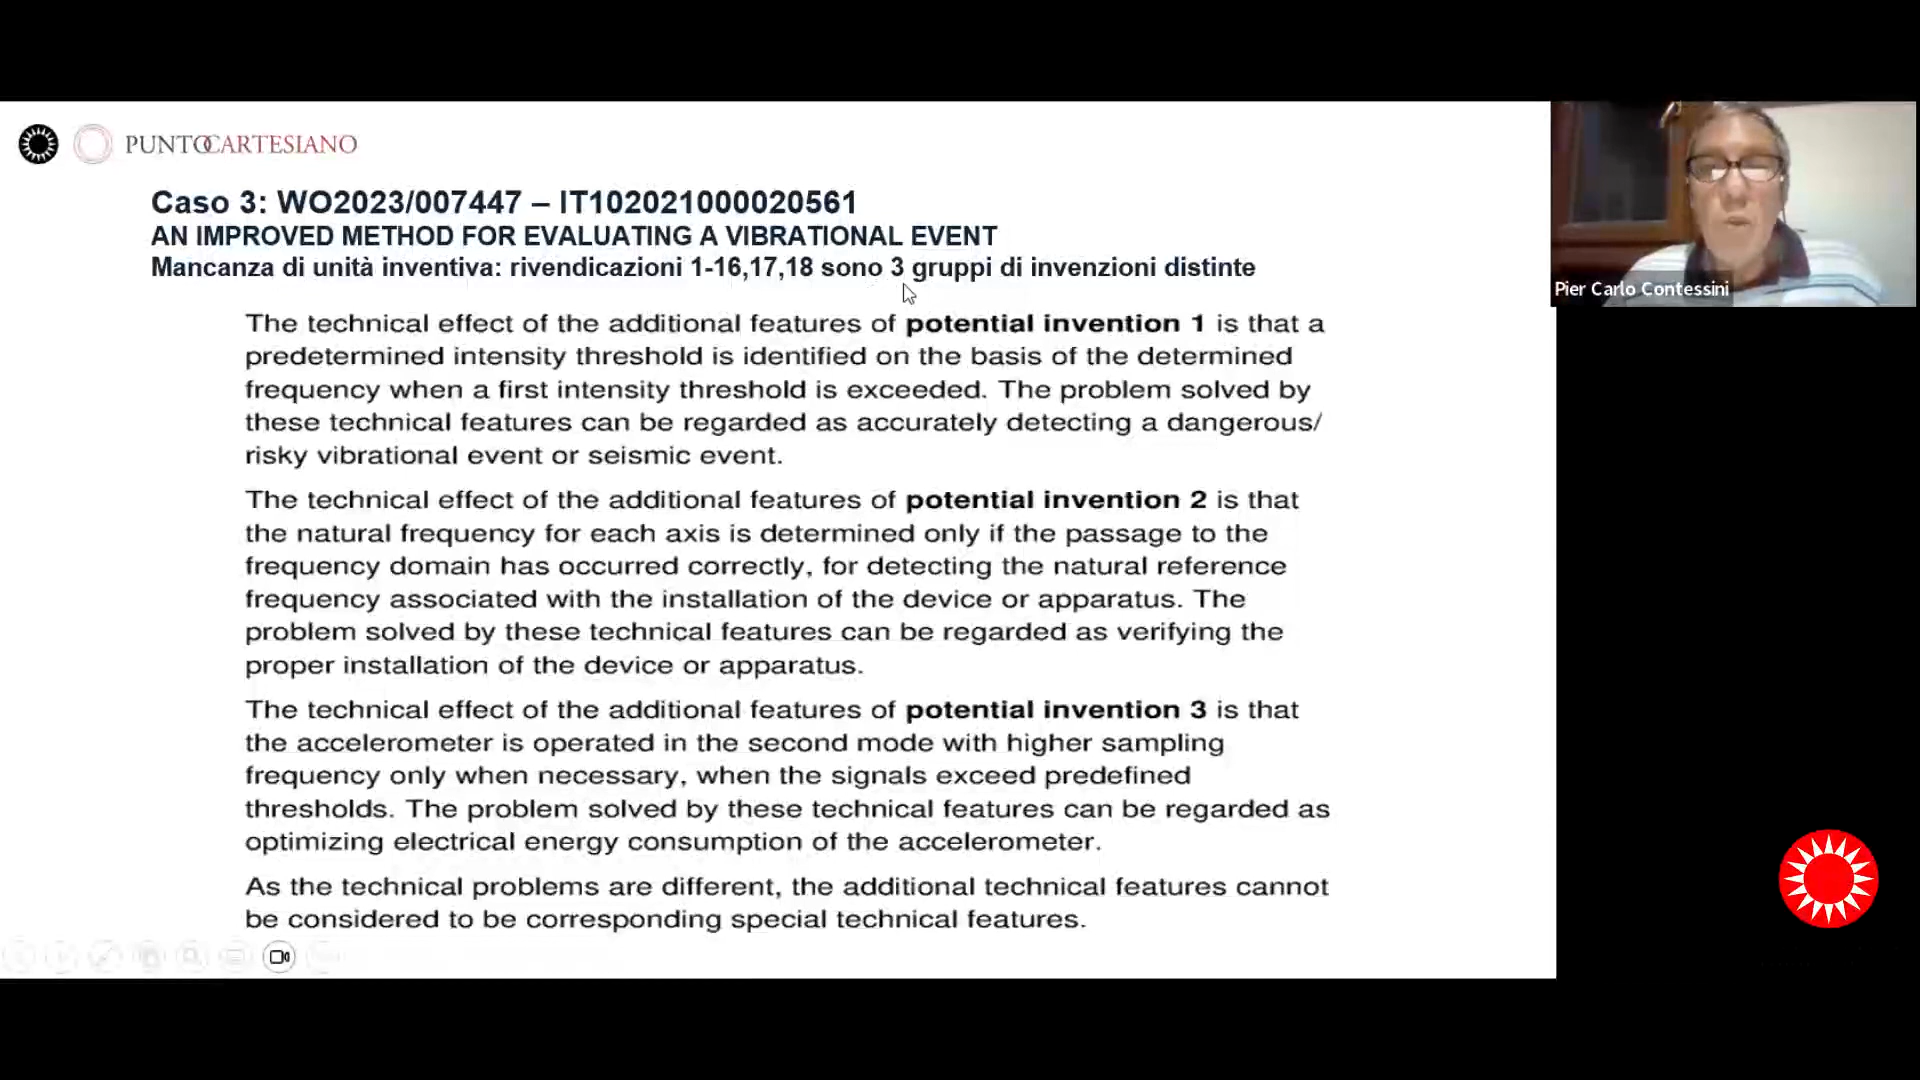 PUNTOCARTESIANO
Caso 3: WO2023/007447 – IT102021000020561
AN IMPROVED METHOD FOR EVALUATING A VIBRATIONAL EVENT
Mancanza di unità inventiva: rivendicazioni 1-16,17,18 sono 3 gruppi di invenzioni distinte
Pier Carlo Contessini
The technical effect of the additional features of potential invention 1 is that a
predetermined intensity threshold is identified on the basis of the determined
frequency when a first intensity threshold is exceeded. The problem solved by
these technical features can be regarded as accurately detecting a dangerous/
risky vibrational event or seismic event.
The technical effect of the additional features of potential invention 2 is that
the natural frequency for each axis is determined only if the passage to the
frequency domain has occurred correctly, for detecting the natural reference
frequency associated with the installation of the device or apparatus. The
problem solved by these technical features can be regarded as verifying the
proper installation of the device or apparatus.
The technical effect of the additional features of potential invention 3 is that
the accelerometer is operated in the second mode with higher sampling
frequency only when necessary, when the signals exceed predefined
thresholds. The problem solved by these technical features can be regarded as
optimizing electrical energy consumption of the accelerometer.
As the technical problems are different, the additional technical features cannot
be considered to be corresponding special technical features.